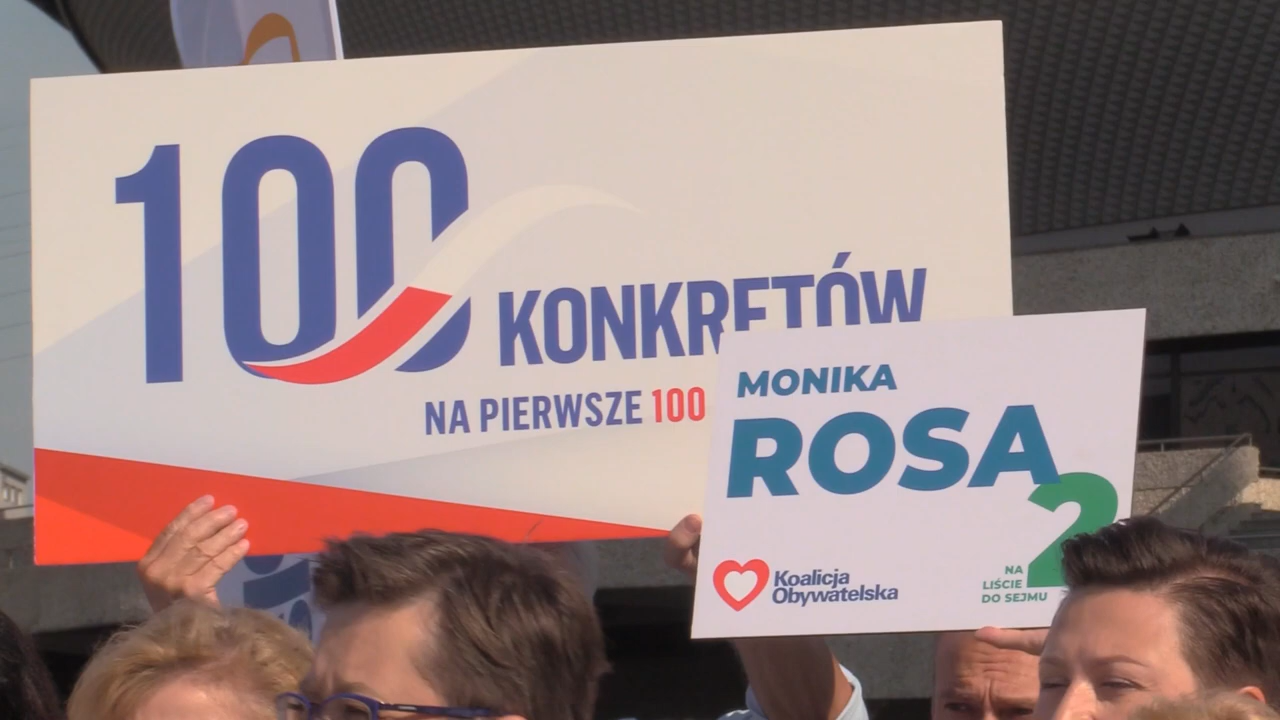 100
KONKRETÓW
NA PIERWSZE 100
MONIKA
ROSA
2
NA
LIŚCIE
DO SEJMU
Koalicja
Obywatelska